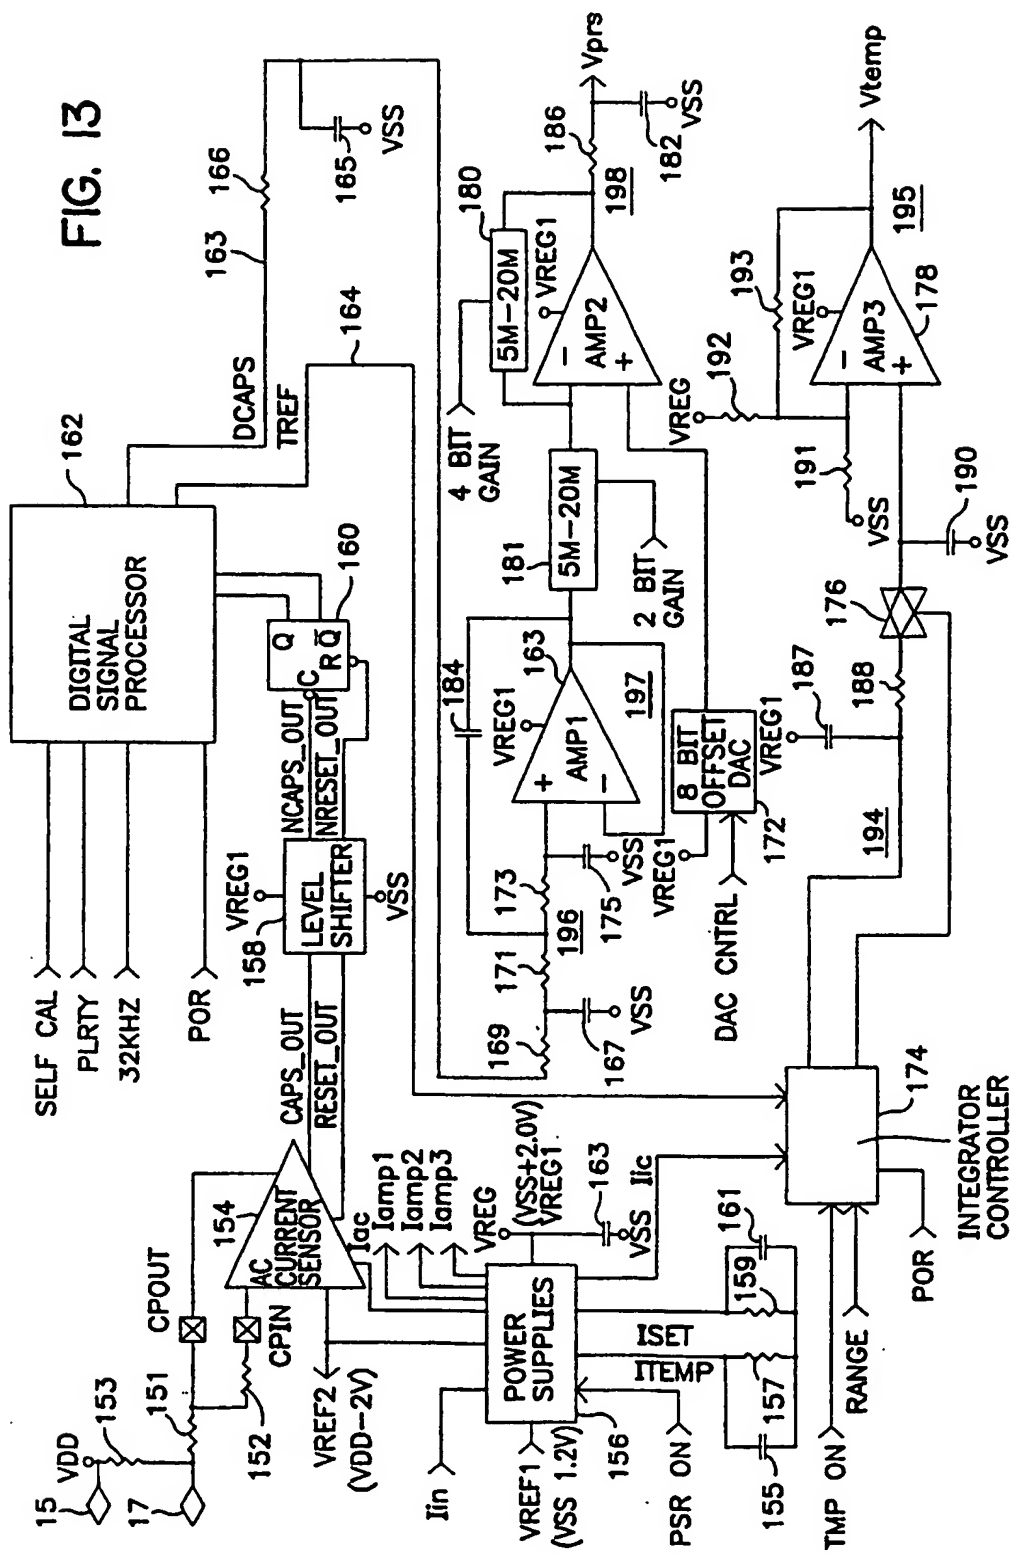 FIG. 13
15
VDD
153
17
151
152
CPOUT
CPIN
154
AC
CURRENT
SENSOR
CAPS_OUT
RESET_OUT
VREG1
158
LEVEL
SHIFTER
VSS
NCAPS_OUT
NRESET_OUT
Q
C
R Q̅
160
SELF CAL
PLRTY
32KHZ
POR
DIGITAL
SIGNAL
PROCESSOR
162
DCAPS
TREF
163
166
164
165
VSS
VREF2
(VDD-2V)
Iac
Iamp1
Iamp2
Iamp3
VREG
(VSS+2.0V)
VREG1
163
VSS
Iin
VREF1
(VSS 1.2V)
POWER
SUPPLIES
156
PSR ON
Iic
ISET
ITEMP
155
157
159
161
169
167
VSS
171
196
173
175
VSS
184
VREG1
163
+
AMP1
−
197
181
5M-20M
2 BIT
GAIN
4 BIT
GAIN
180
5M-20M
VREG1
−
AMP2
+
198
186
Vprs
182
VSS
DAC CNTRL
VREG1
8 BIT
OFFSET
DAC
172
TMP ON
RANGE
POR
174
INTEGRATOR
CONTROLLER
194
VREG1
187
188
176
190
VSS
VSS
191
VREG
192
193
VREG1
−
AMP3
+
178
195
Vtemp